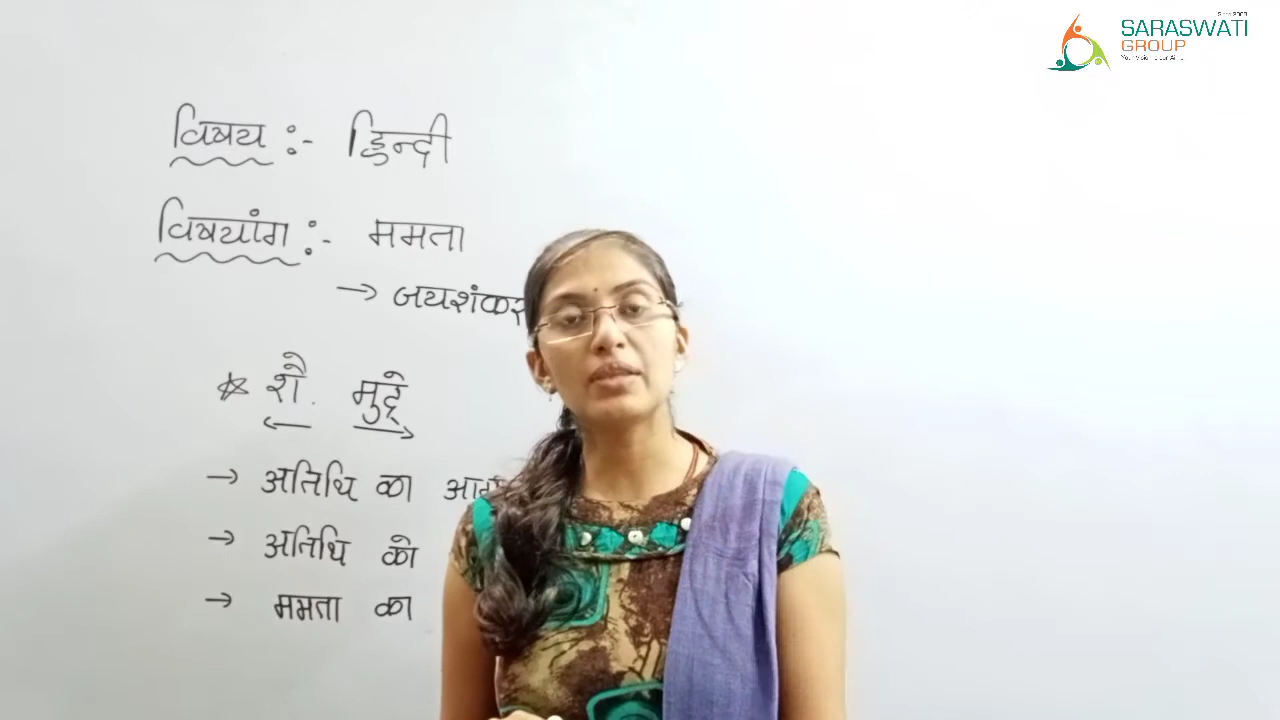 SARASWATI
GROUP
विषय :- हिन्दी
विषयांग :- ममता
→ जयशंकर
* शै. मुद्दे
→ अतिथि का
→ अतिथि को
→ ममता का